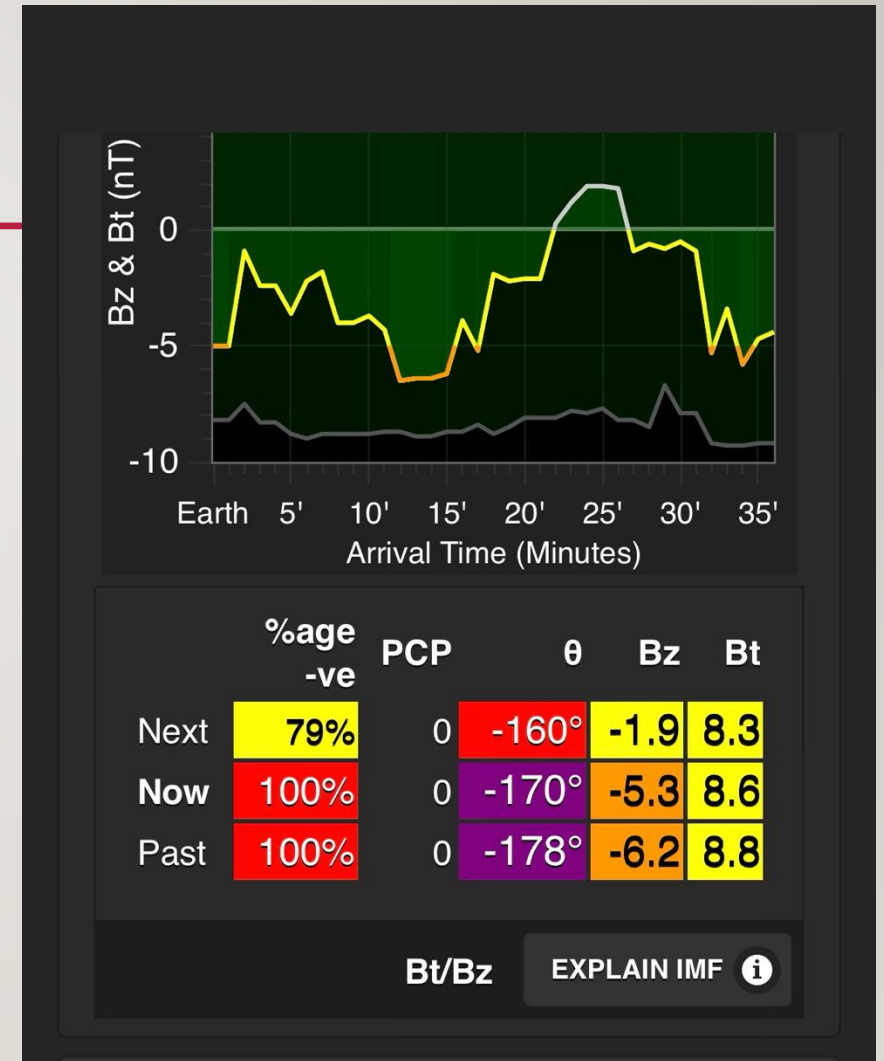 Bz & Bt (nT)
0
-5
-10
Earth 5' 10' 15' 20' 25' 30' 35'
Arrival Time (Minutes)
%age -ve PCP θ Bz Bt
Next 79% 0 -160° -1.9 8.3
Now 100% 0 -170° -5.3 8.6
Past 100% 0 -178° -6.2 8.8
Bt/Bz EXPLAIN IMF i